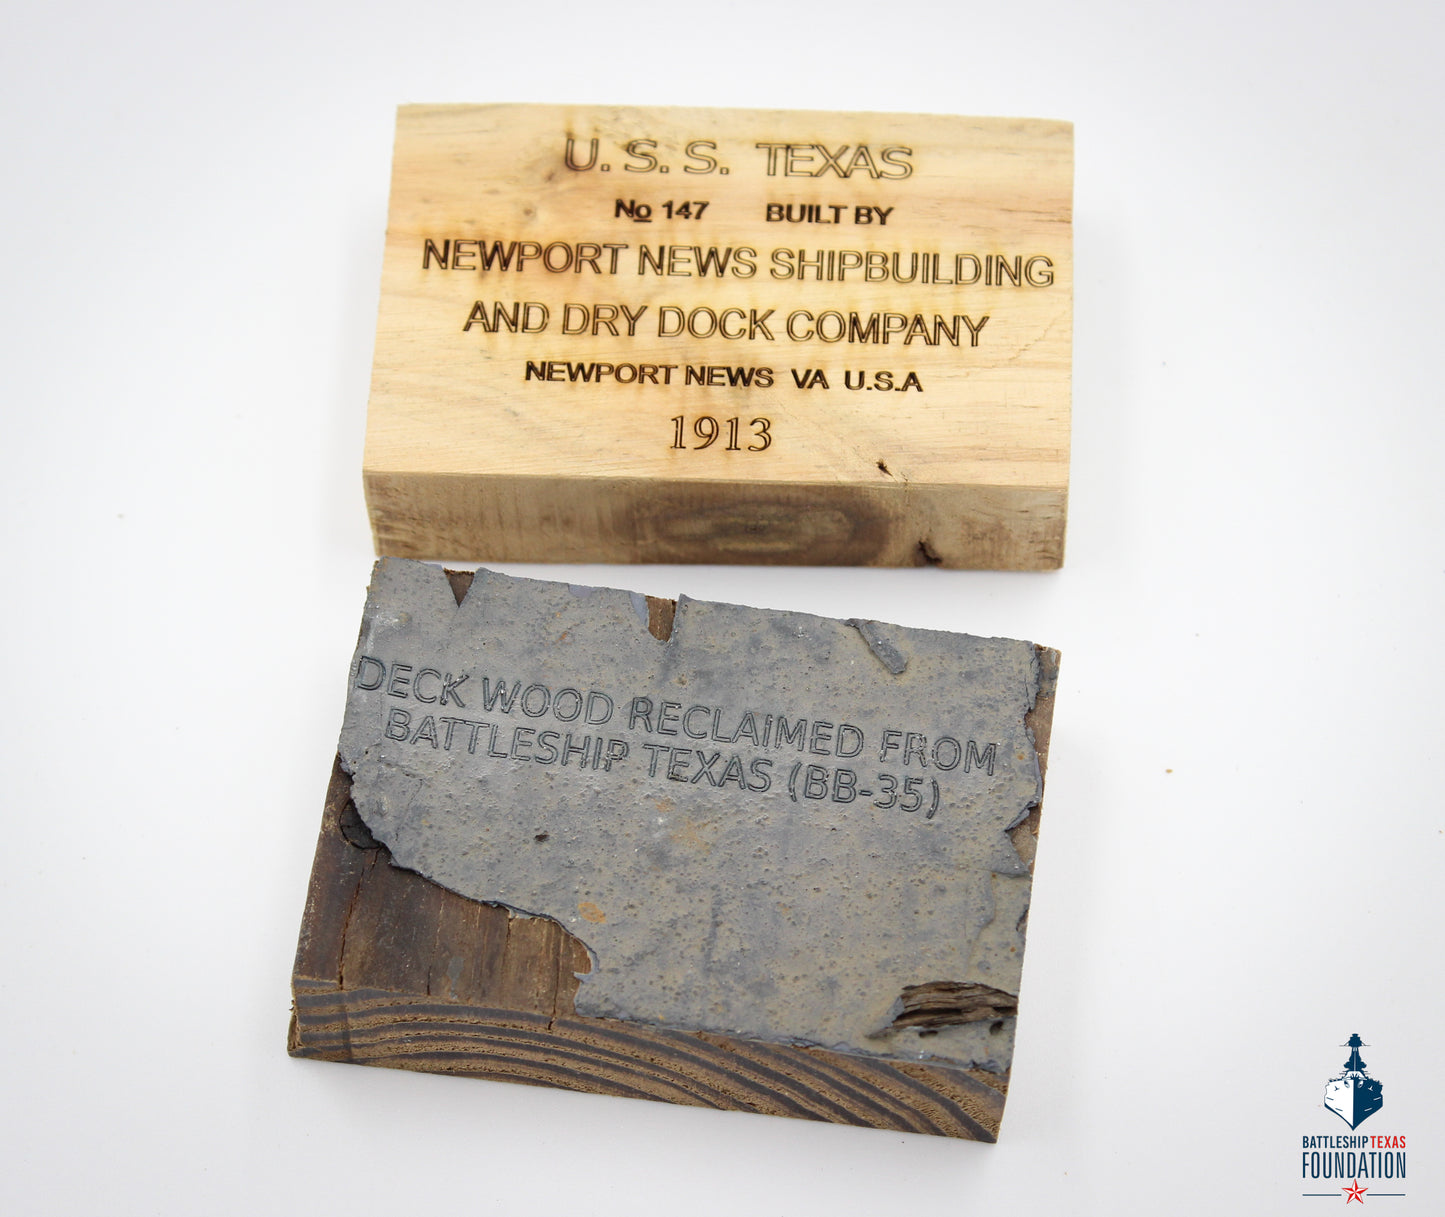 U. S. S. TEXAS
No 147 BUILT BY
NEWPORT NEWS SHIPBUILDING
AND DRY DOCK COMPANY
NEWPORT NEWS VA U.S.A
1913
DECK WOOD RECLAIMED FROM
BATTLESHIP TEXAS (BB-35)
BATTLESHIP TEXAS
FOUNDATION